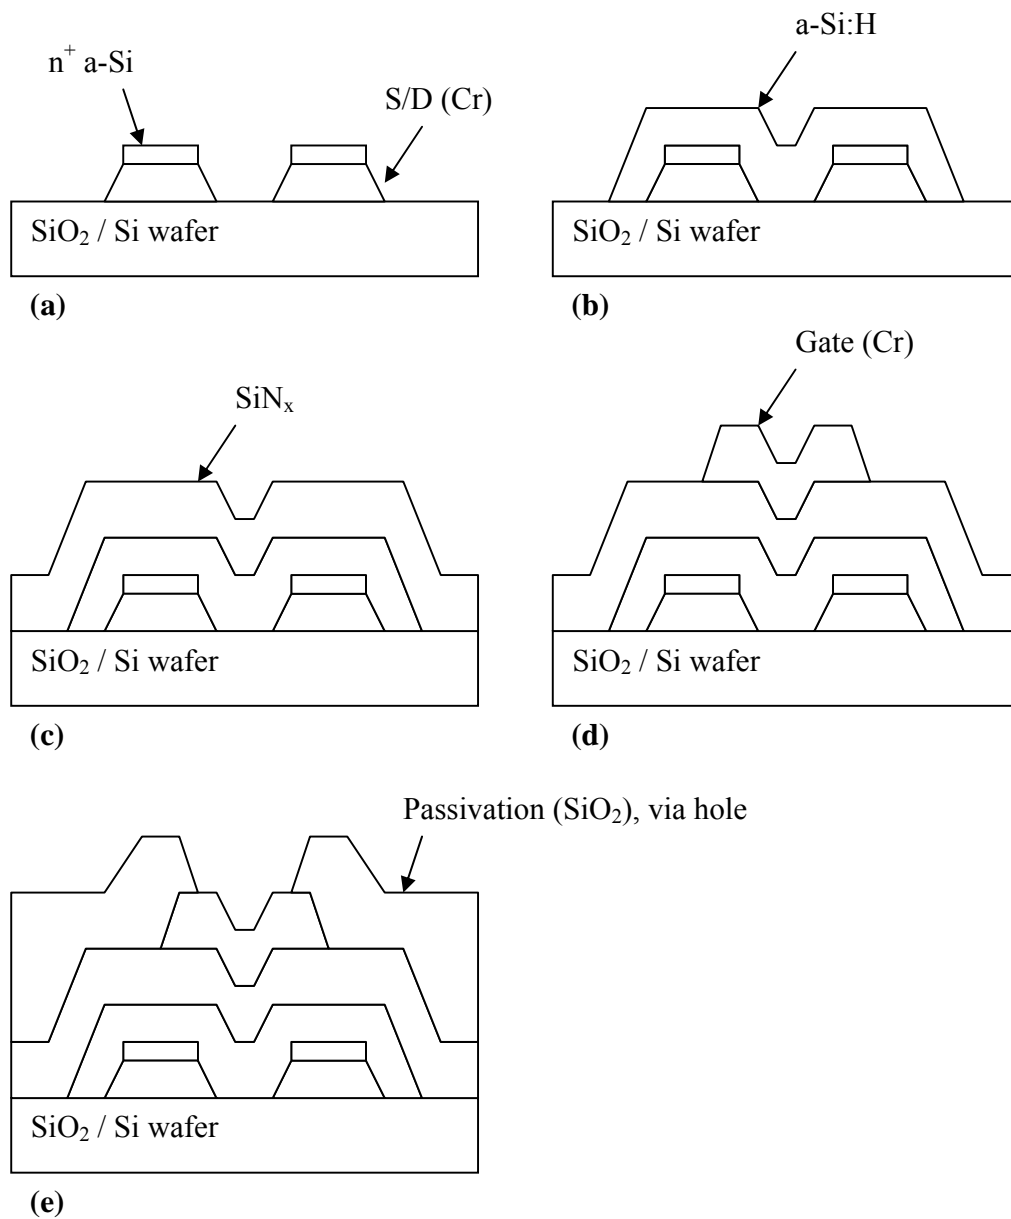 n⁺ a-Si
S/D (Cr)
SiO₂ / Si wafer
(a)
a-Si:H
SiO₂ / Si wafer
(b)
SiNₓ
SiO₂ / Si wafer
(c)
Gate (Cr)
SiO₂ / Si wafer
(d)
Passivation (SiO₂), via hole
SiO₂ / Si wafer
(e)